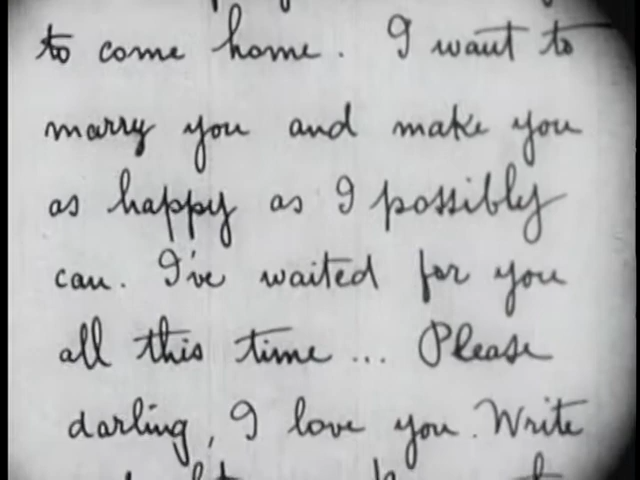 to come home. I want to
marry you and make you
as happy as I possibly
can. I've waited for you
all this time... Please
darling, I love you. Write